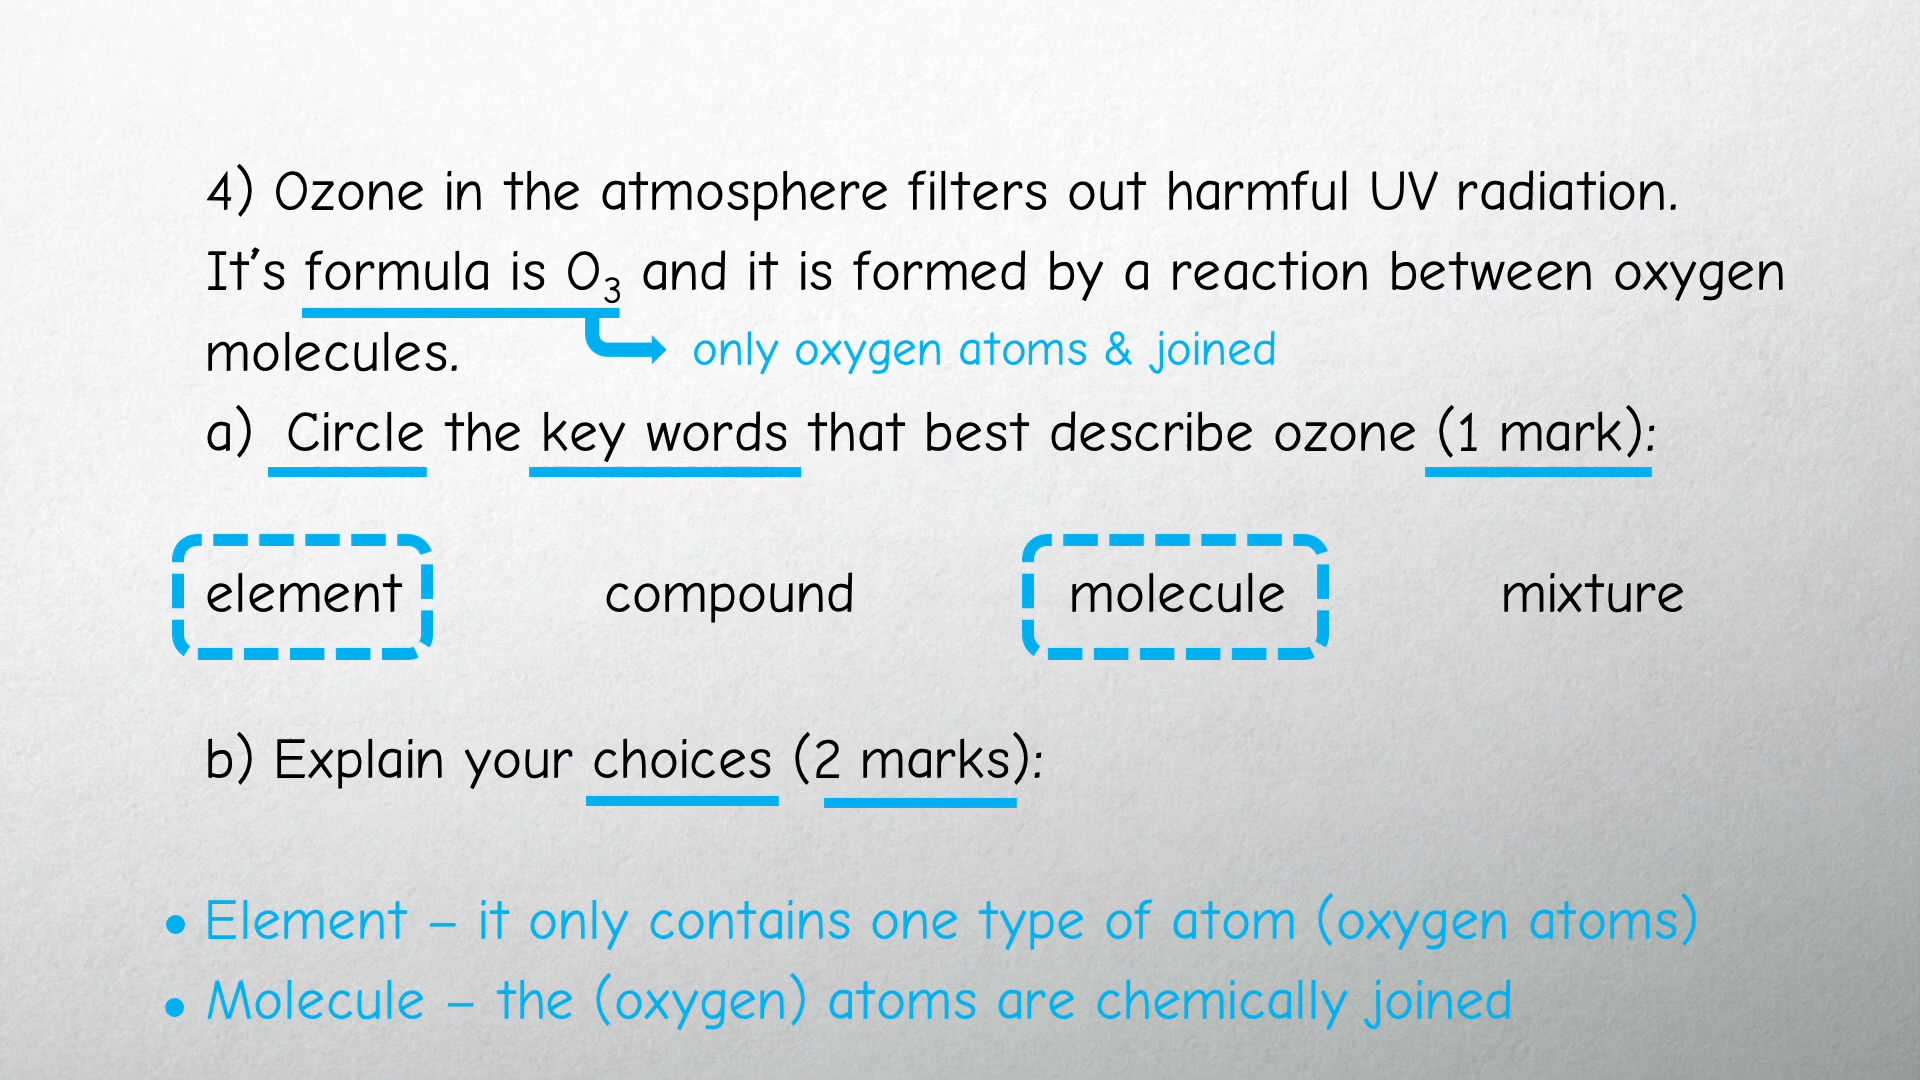 4) Ozone in the atmosphere filters out harmful UV radiation.
It's formula is O₃ and it is formed by a reaction between oxygen
molecules.
only oxygen atoms & joined
a) Circle the key words that best describe ozone (1 mark):
element compound molecule mixture
b) Explain your choices (2 marks):
• Element – it only contains one type of atom (oxygen atoms)
• Molecule – the (oxygen) atoms are chemically joined